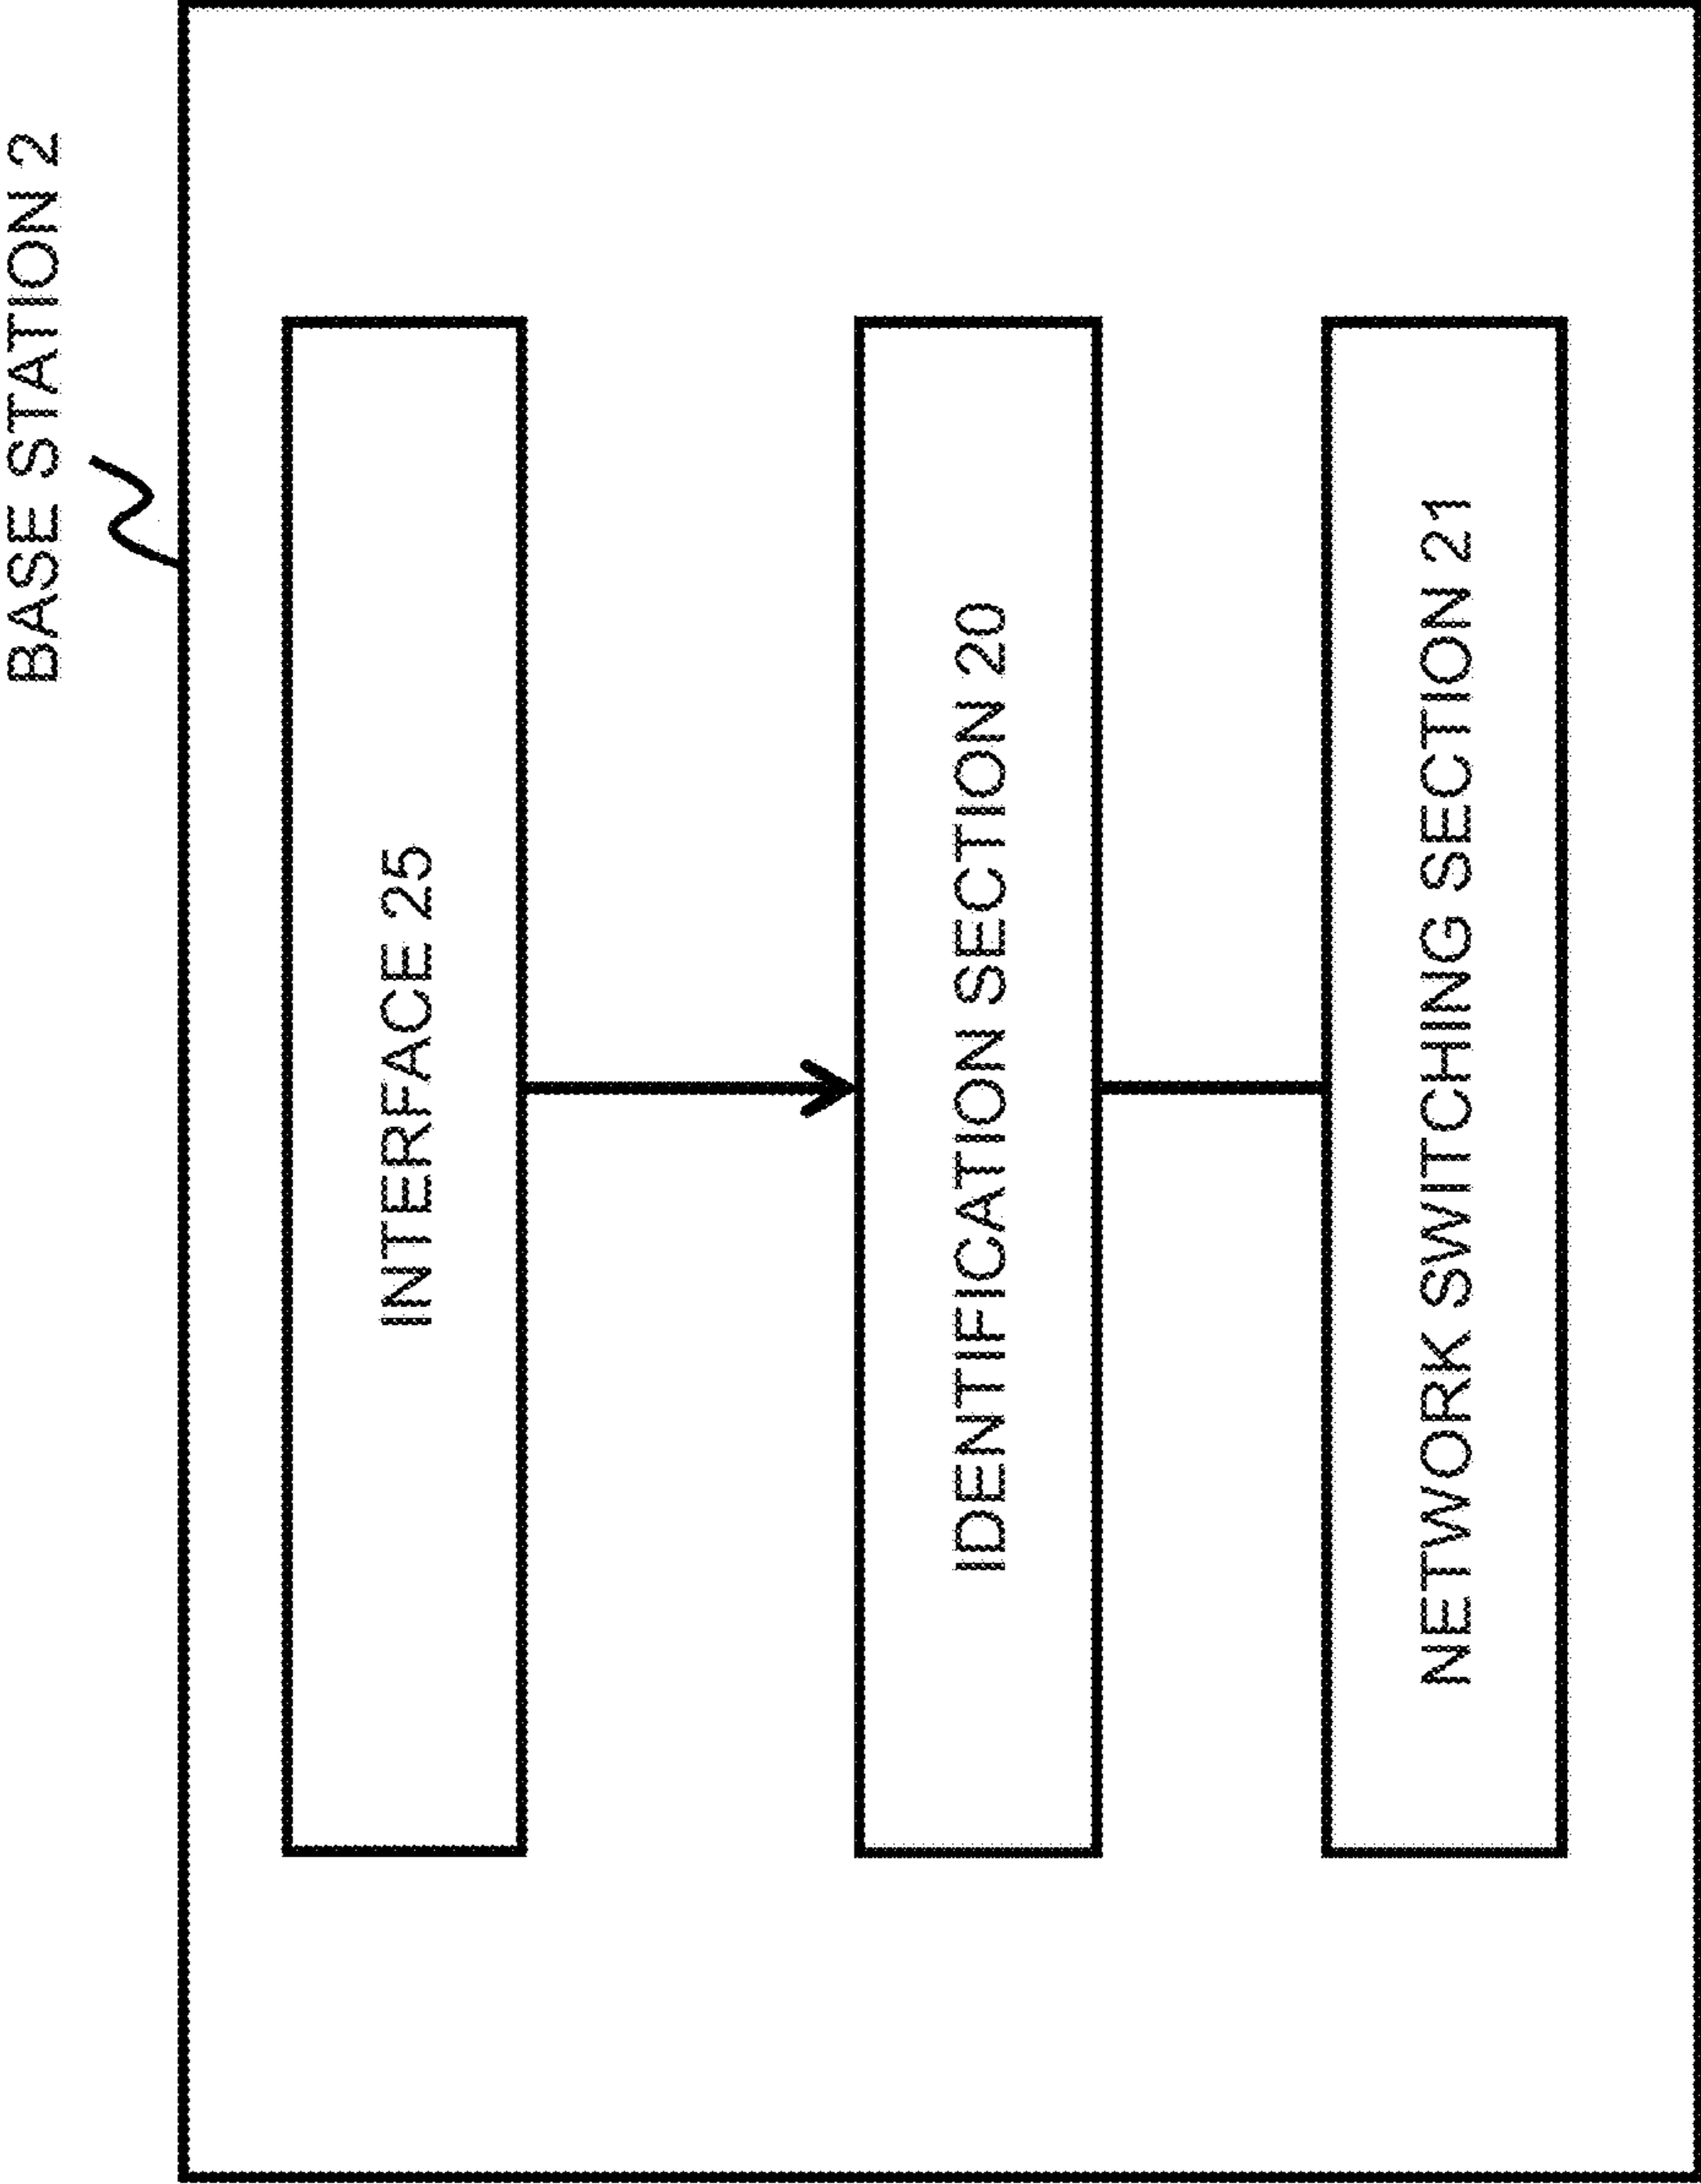 BASE STATION 2
INTERFACE 25
IDENTIFICATION SECTION 20
NETWORK SWITCHING SECTION 21